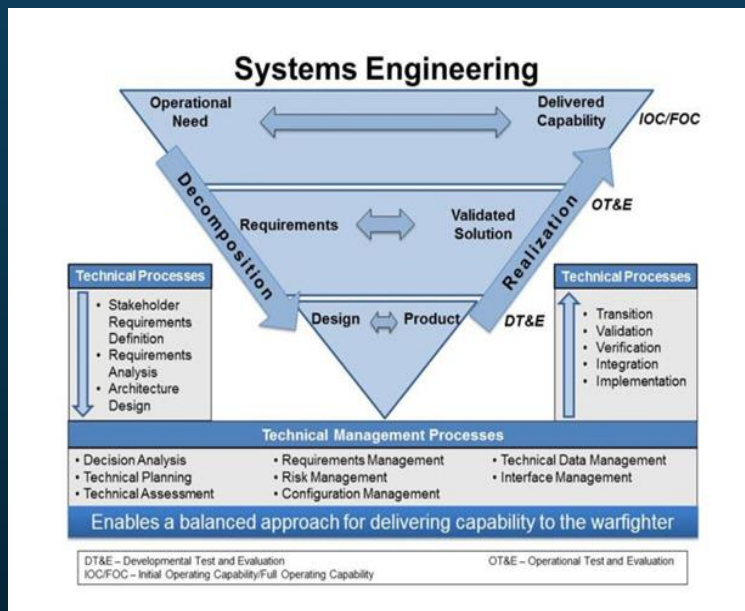 Systems Engineering
Operational
Need
Delivered
Capability
IOC/FOC
Decomposition
Realization
OT&E
Requirements
Validated
Solution
Design
Product
DT&E
Technical Processes
• Stakeholder
Requirements
Definition
• Requirements
Analysis
• Architecture
Design
Technical Processes
• Transition
• Validation
• Verification
• Integration
• Implementation
Technical Management Processes
• Decision Analysis
• Technical Planning
• Technical Assessment
• Requirements Management
• Risk Management
• Configuration Management
• Technical Data Management
• Interface Management
Enables a balanced approach for delivering capability to the warfighter
DT&E – Developmental Test and Evaluation
OT&E – Operational Test and Evaluation
IOC/FOC – Initial Operating Capability/Full Operating Capability